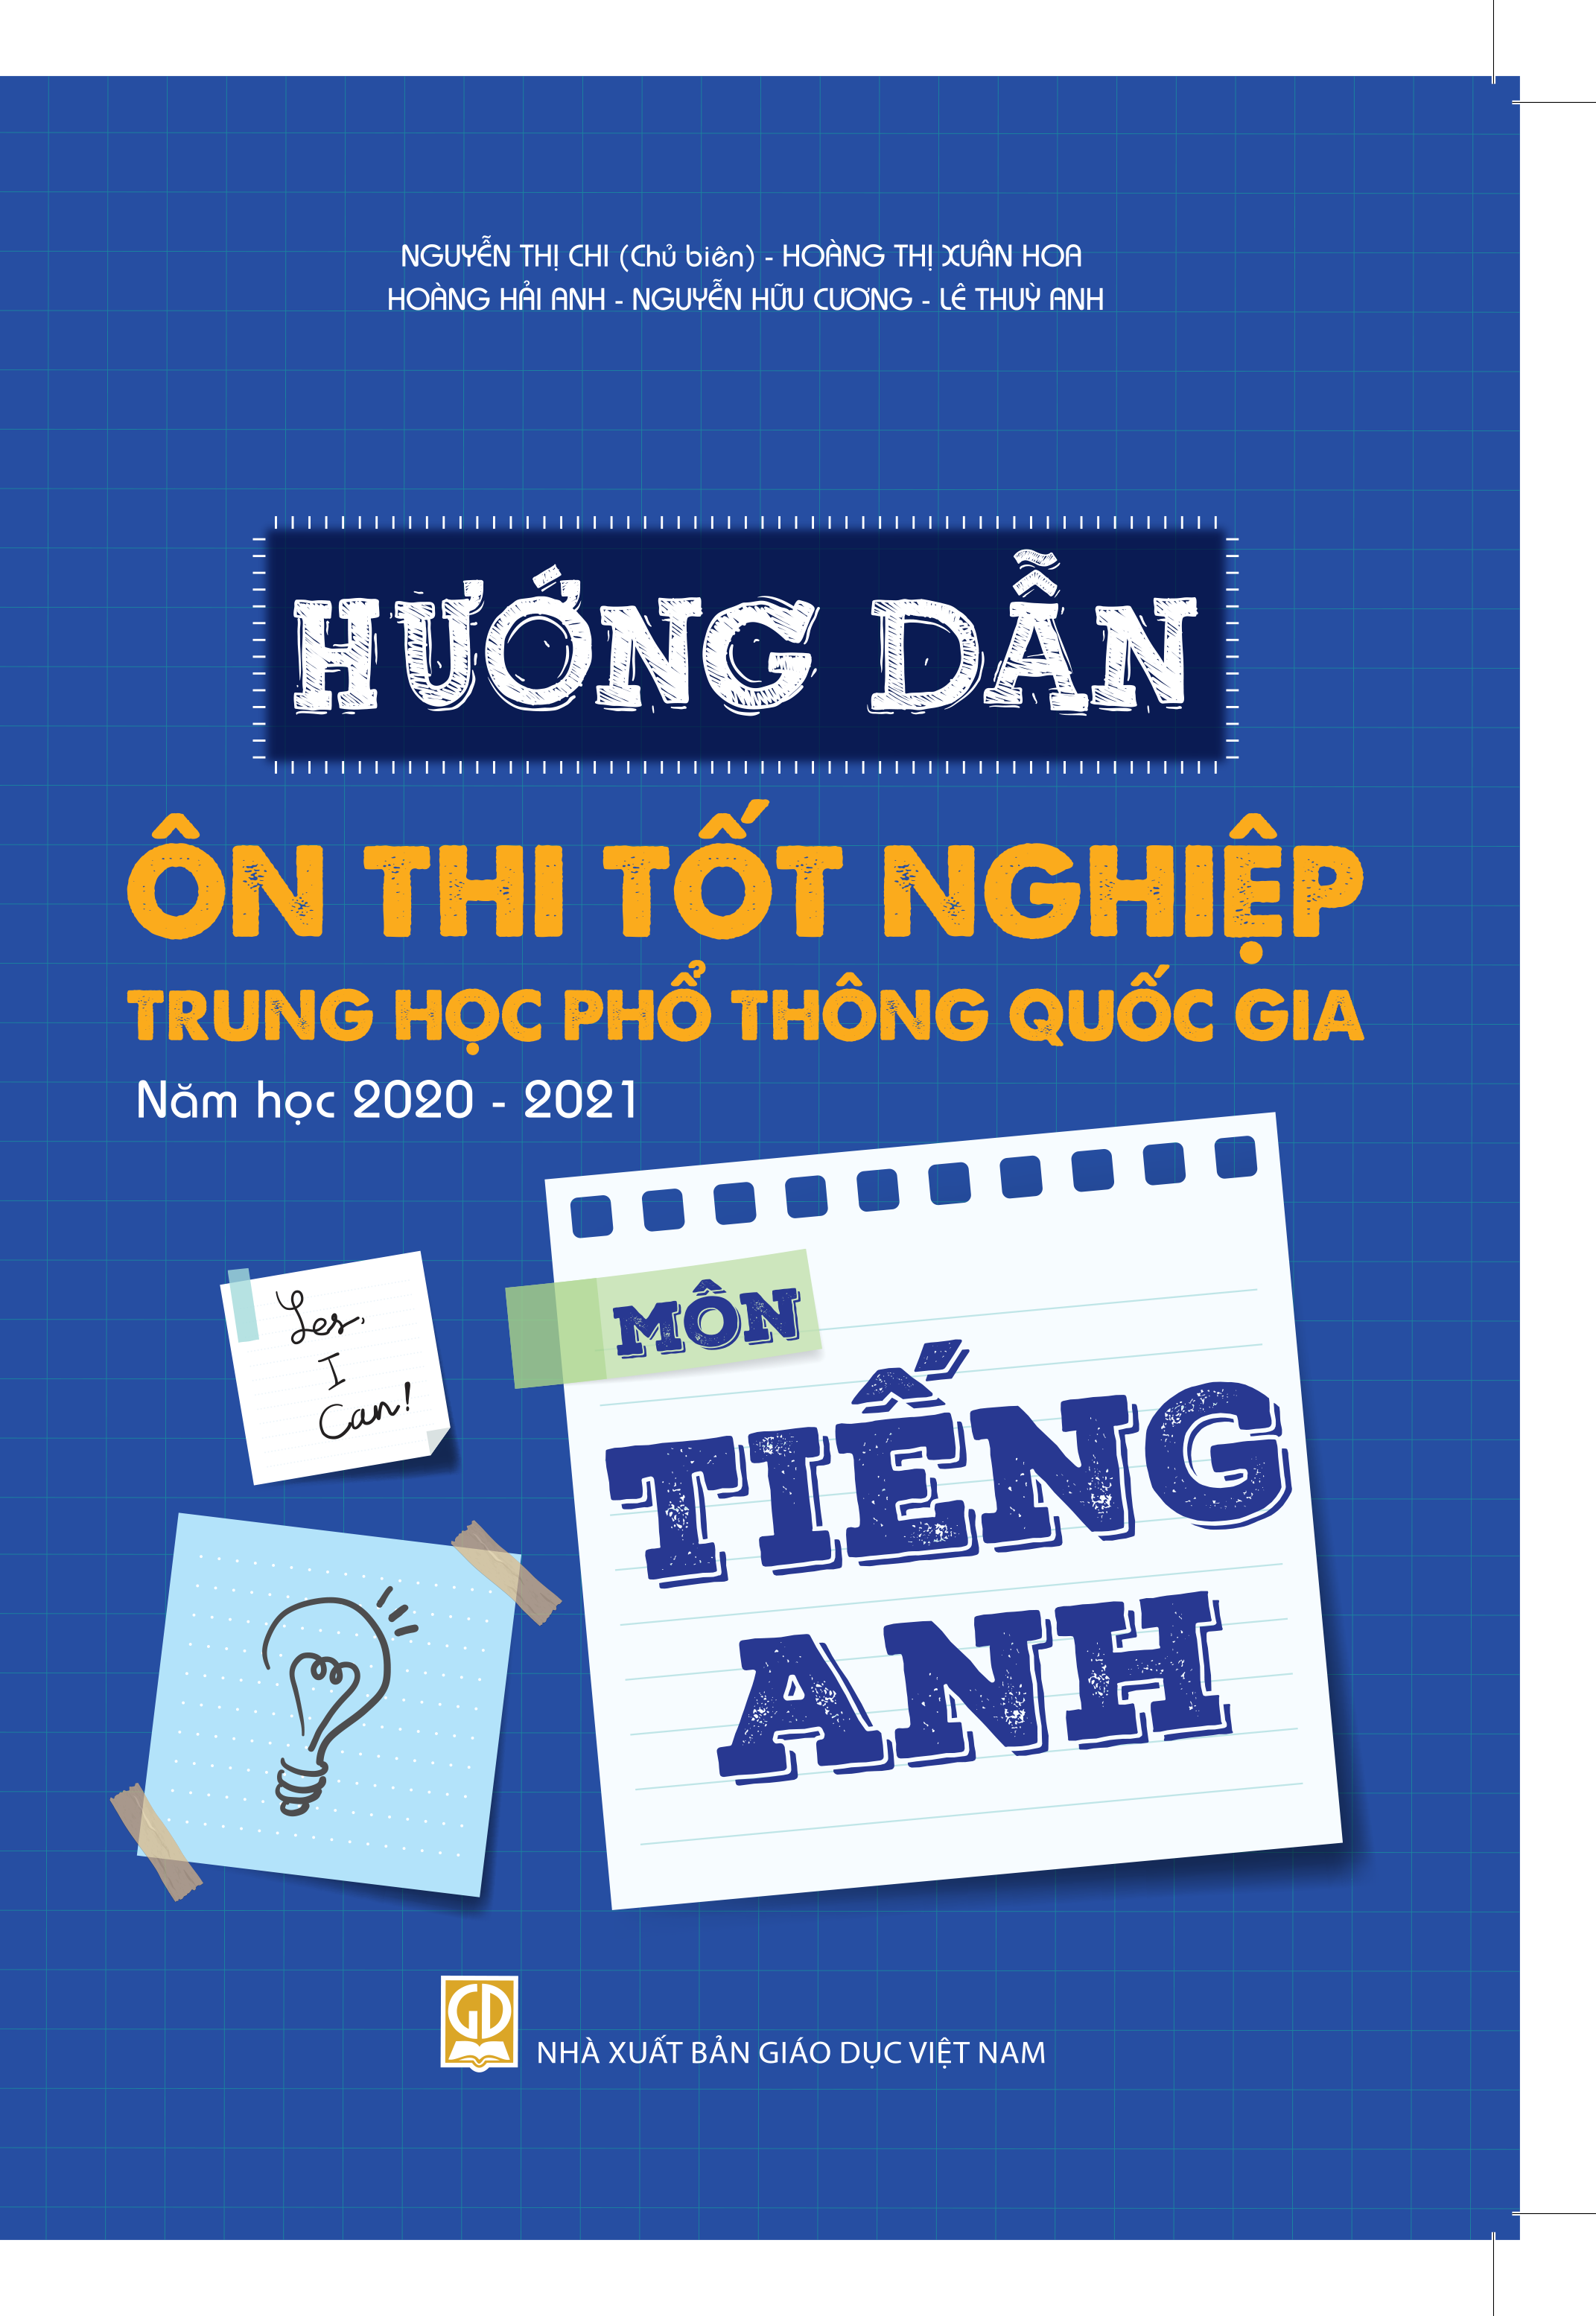 NGUYỄN THỊ CHI (Chủ biên) - HOÀNG THỊ XUÂN HOA
HOÀNG HẢI ANH - NGUYỄN HỮU CƯƠNG - LÊ THUỲ ANH
HƯỚNG DẪN
ÔN THI TỐT NGHIỆP
TRUNG HỌC PHỔ THÔNG QUỐC GIA
Năm học 2020 - 2021
Yes,
I
Can!
MÔN
TIẾNG
ANH
GD
NHÀ XUẤT BẢN GIÁO DỤC VIỆT NAM